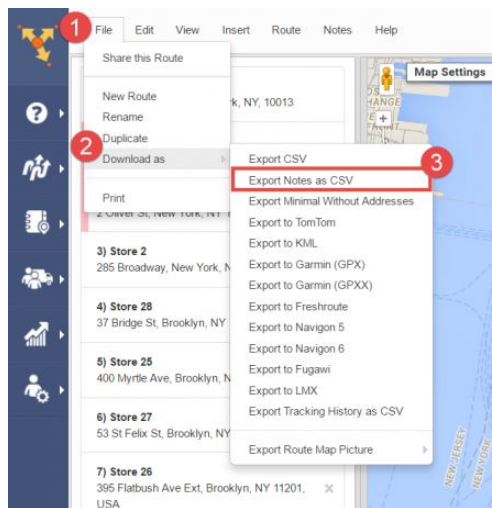 1
File Edit View Insert Route Notes Help
Share this Route
Map Settings
New Route
k, NY, 10013
Rename
Duplicate
2
Download as
Export CSV
3
Export Notes as CSV
Print
Export Minimal Without Addresses
2 Oliver St, New York, NY 1
Export to TomTom
3) Store 2
Export to KML
285 Broadway, New York, N
Export to Garmin (GPX)
Export to Garmin (GPXX)
4) Store 28
Export to Freshroute
37 Bridge St, Brooklyn, NY
Export to Navigon 5
Export to Navigon 6
5) Store 25
Export to Fugawi
400 Myrtle Ave, Brooklyn, N
Export to LMX
6) Store 27
Export Tracking History as CSV
53 St Felix St, Brooklyn, NY
Export Route Map Picture
7) Store 26
395 Flatbush Ave Ext, Brooklyn, NY 11201,
USA
NEW JERSEY
NEW YORK